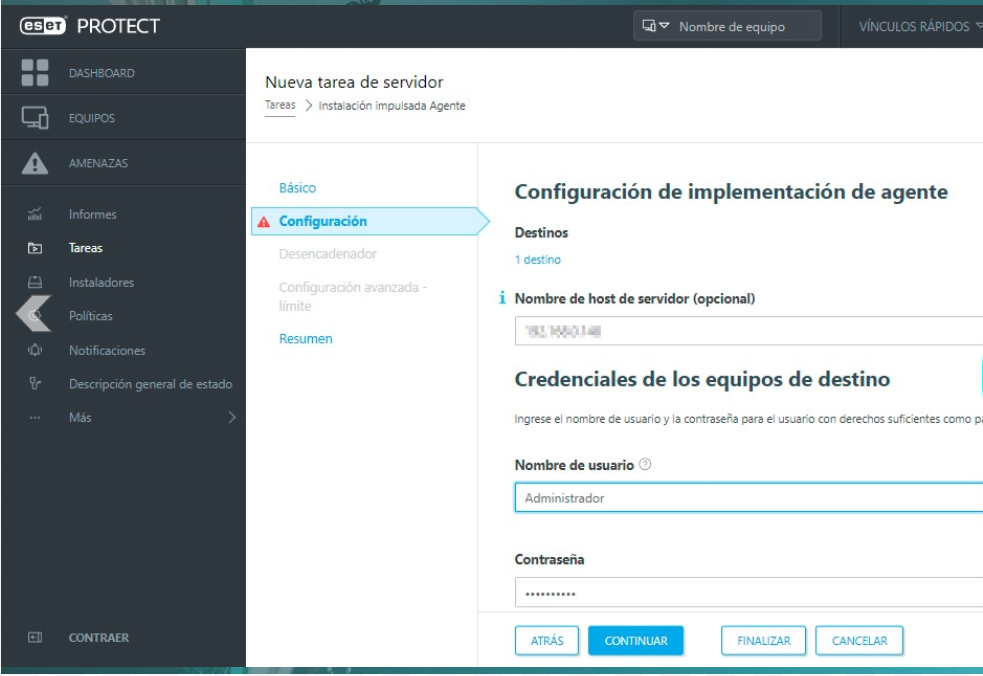 eset PROTECT
Nombre de equipo
VÍNCULOS RÁPIDOS
DASHBOARD
EQUIPOS
AMENAZAS
Informes
Tareas
Instaladores
Políticas
Notificaciones
Descripción general de estado
Más
CONTRAER
Nueva tarea de servidor
Tareas > Instalación impulsada Agente
Básico
Configuración
Desencadenador
Configuración avanzada -
límite
Resumen
Configuración de implementación de agente
Destinos
1 destino
Nombre de host de servidor (opcional)
Credenciales de los equipos de destino
Ingrese el nombre de usuario y la contraseña para el usuario con derechos suficientes como
Nombre de usuario
Administrador
Contraseña
••••••••••
ATRÁS
CONTINUAR
FINALIZAR
CANCELAR